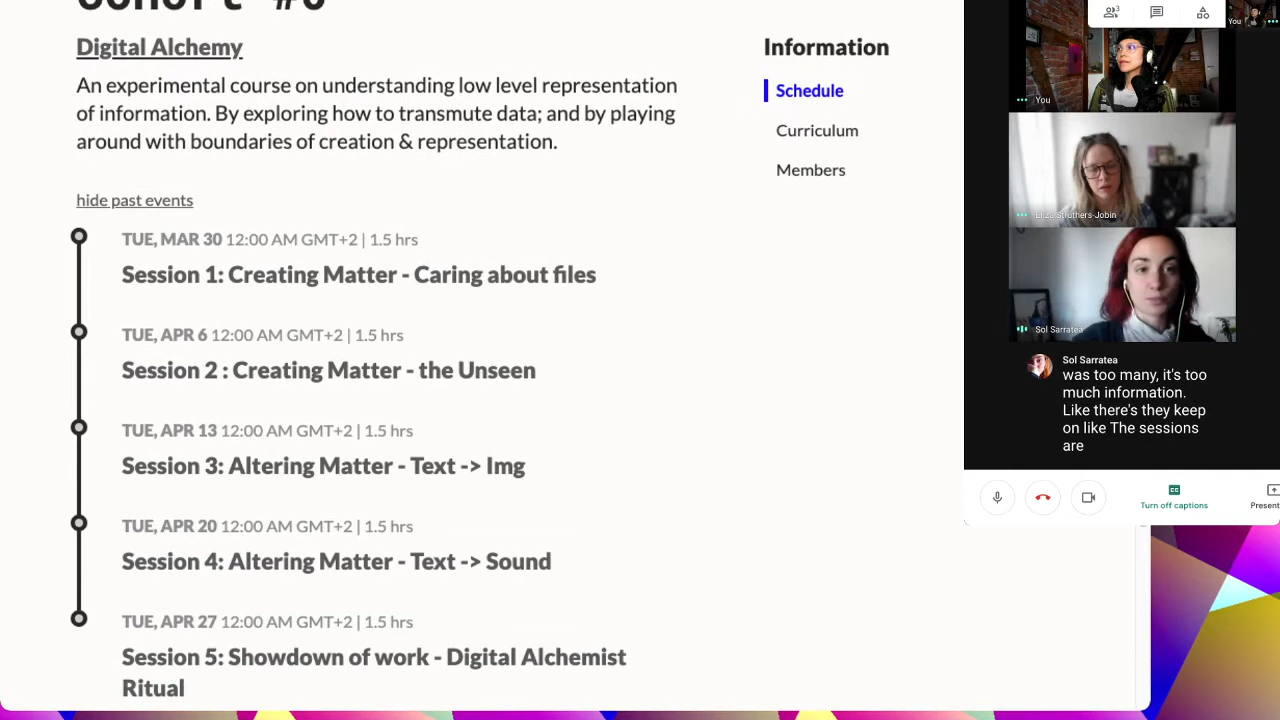 Cohort #0
Digital Alchemy
An experimental course on understanding low level representation
of information. By exploring how to transmute data; and by playing
around with boundaries of creation & representation.
hide past events
TUE, MAR 30 12:00 AM GMT+2 | 1.5 hrs
Session 1: Creating Matter - Caring about files
TUE, APR 6 12:00 AM GMT+2 | 1.5 hrs
Session 2 : Creating Matter - the Unseen
TUE, APR 13 12:00 AM GMT+2 | 1.5 hrs
Session 3: Altering Matter - Text -> Img
TUE, APR 20 12:00 AM GMT+2 | 1.5 hrs
Session 4: Altering Matter - Text -> Sound
TUE, APR 27 12:00 AM GMT+2 | 1.5 hrs
Session 5: Showdown of work - Digital Alchemist
Ritual
Information
Schedule
Curriculum
Members
3
You
You
Struthers-Jobin
Sol Sarratea
Sol Sarratea
was too many, it's too
much information.
Like there's they keep
on like The sessions
are
Turn off captions
Present